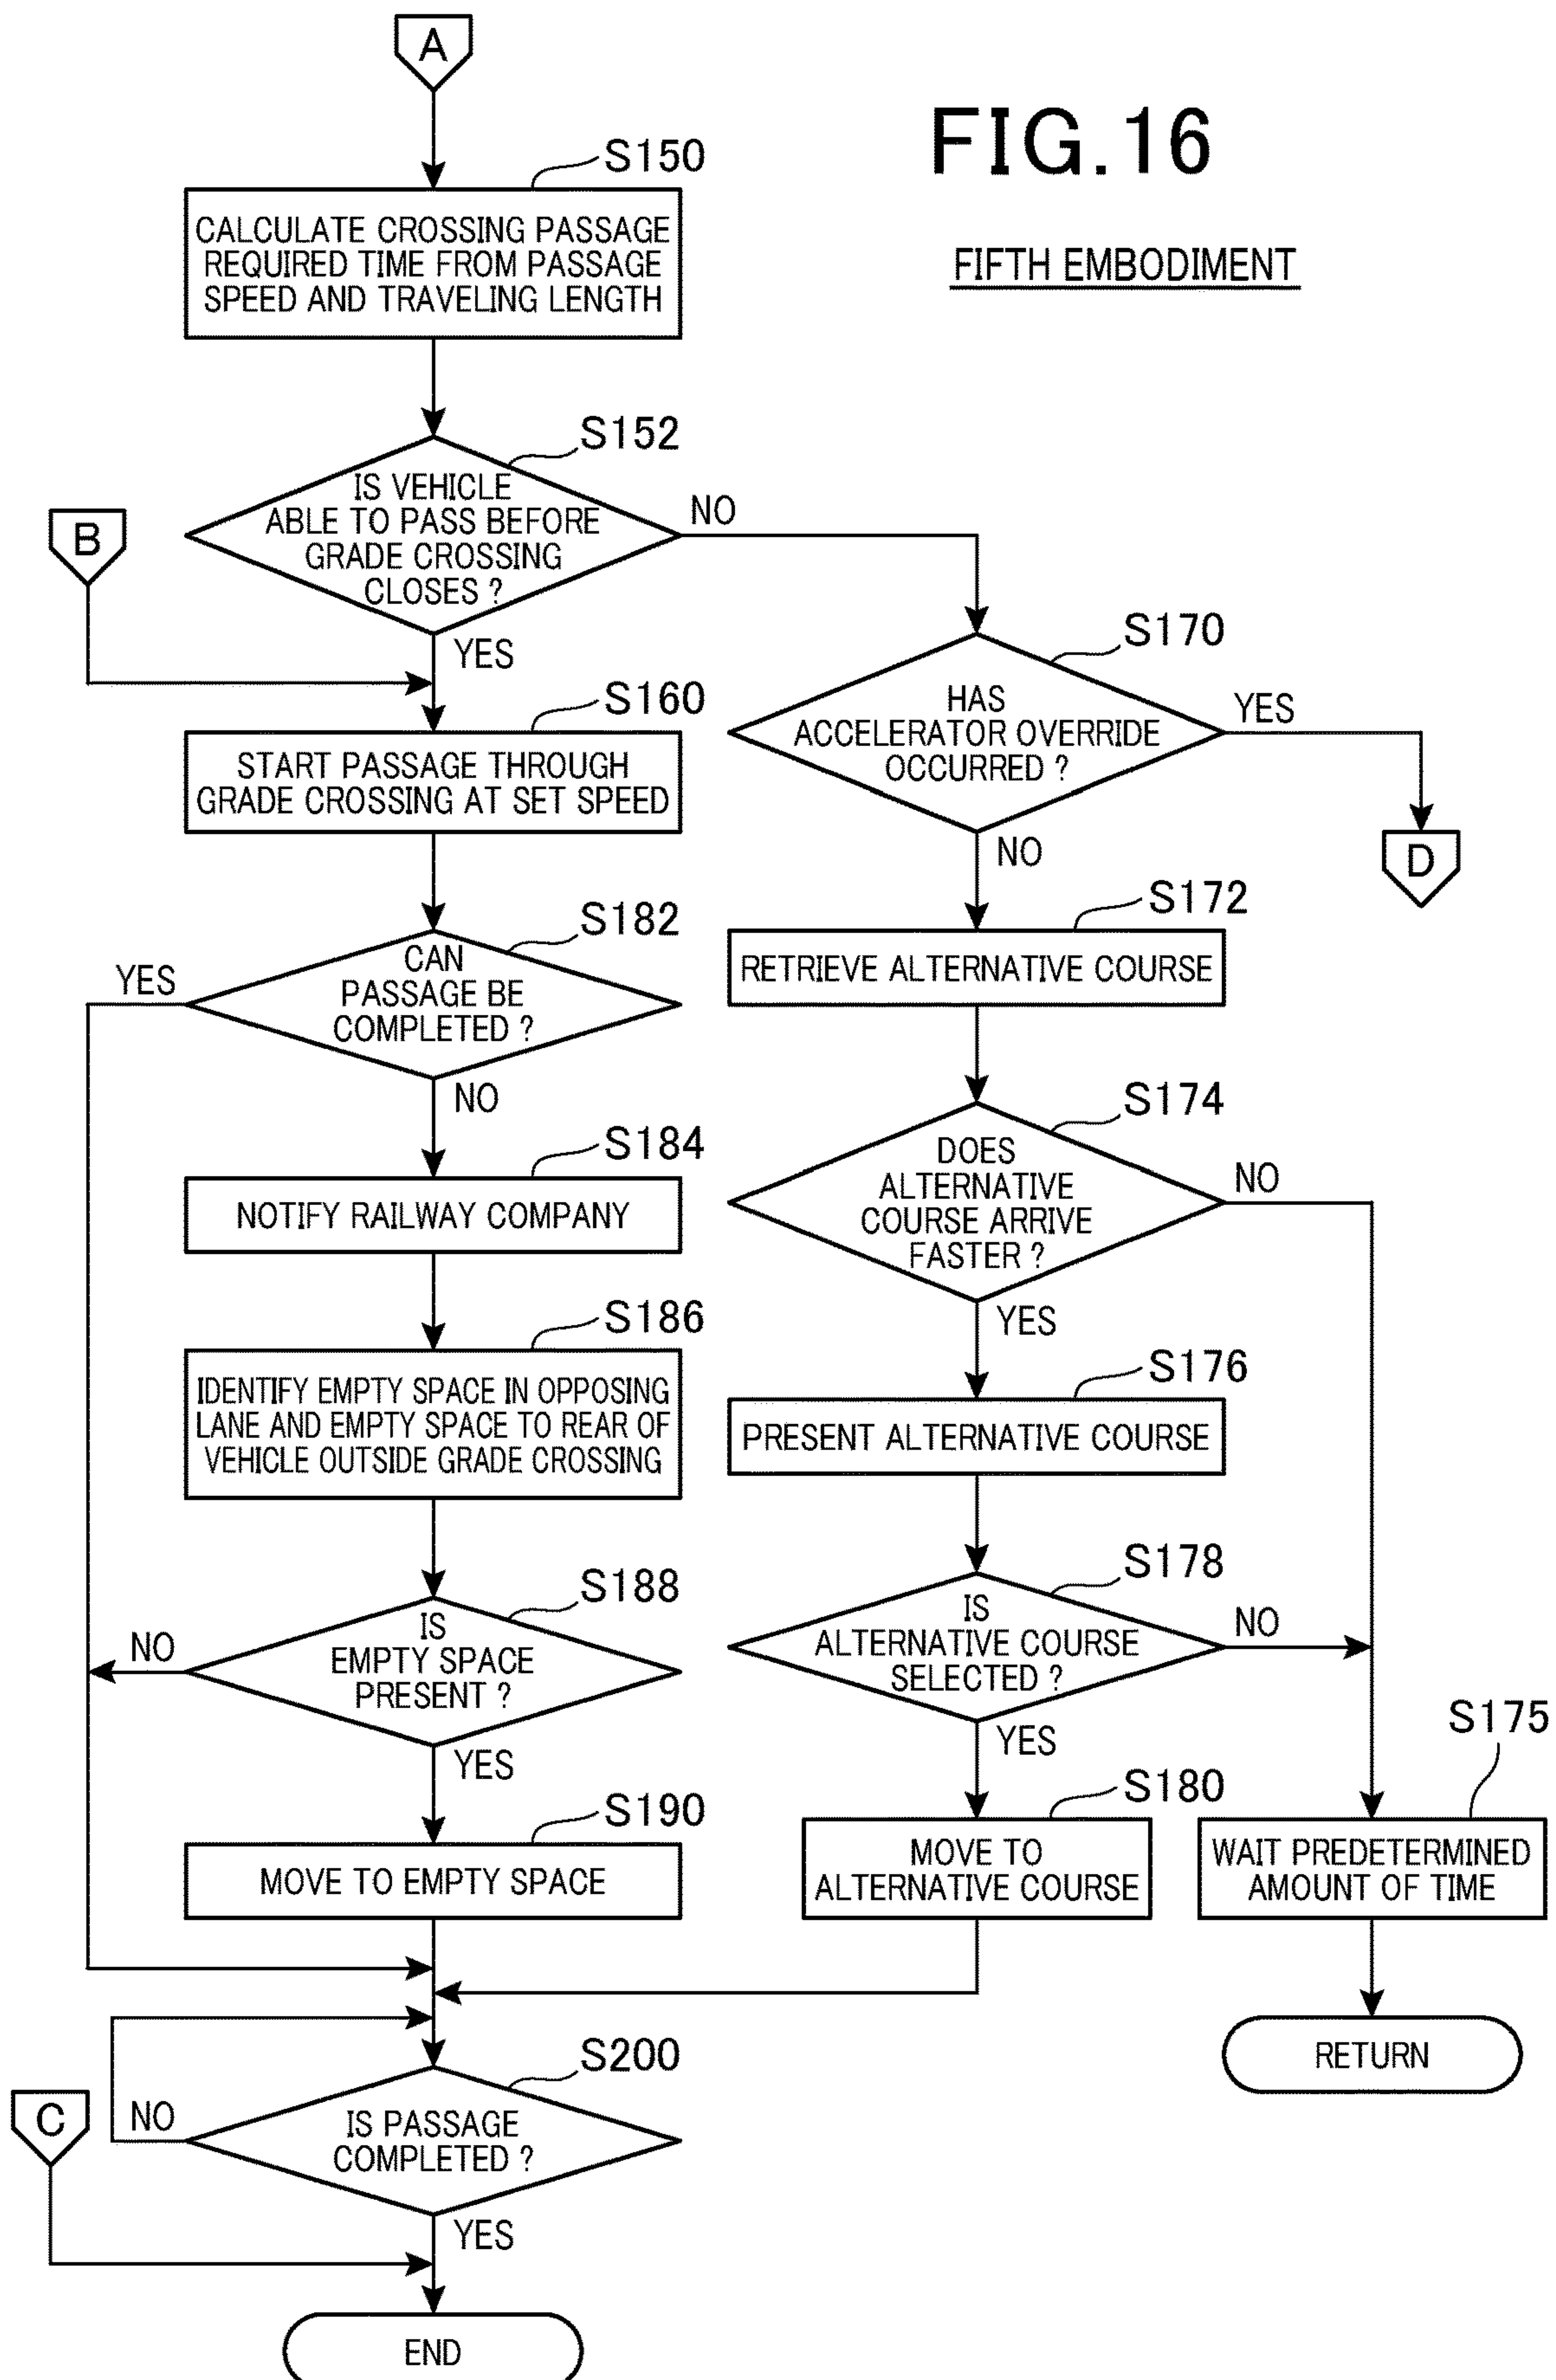 A
FIG.16
FIFTH EMBODIMENT
S150
CALCULATE CROSSING PASSAGE
REQUIRED TIME FROM PASSAGE
SPEED AND TRAVELING LENGTH
S152
IS VEHICLE
ABLE TO PASS BEFORE
GRADE CROSSING
CLOSES ?
NO
YES
B
S160
START PASSAGE THROUGH
GRADE CROSSING AT SET SPEED
S170
HAS
ACCELERATOR OVERRIDE
OCCURRED ?
YES
NO
D
S182
CAN
PASSAGE BE
COMPLETED ?
YES
NO
S172
RETRIEVE ALTERNATIVE COURSE
S184
NOTIFY RAILWAY COMPANY
S174
DOES
ALTERNATIVE
COURSE ARRIVE
FASTER ?
NO
YES
S186
IDENTIFY EMPTY SPACE IN OPPOSING
LANE AND EMPTY SPACE TO REAR OF
VEHICLE OUTSIDE GRADE CROSSING
S176
PRESENT ALTERNATIVE COURSE
S188
IS
EMPTY SPACE
PRESENT ?
NO
YES
S178
IS
ALTERNATIVE COURSE
SELECTED ?
NO
YES
S190
MOVE TO EMPTY SPACE
S180
MOVE TO
ALTERNATIVE COURSE
S175
WAIT PREDETERMINED
AMOUNT OF TIME
RETURN
S200
IS PASSAGE
COMPLETED ?
NO
YES
C
END